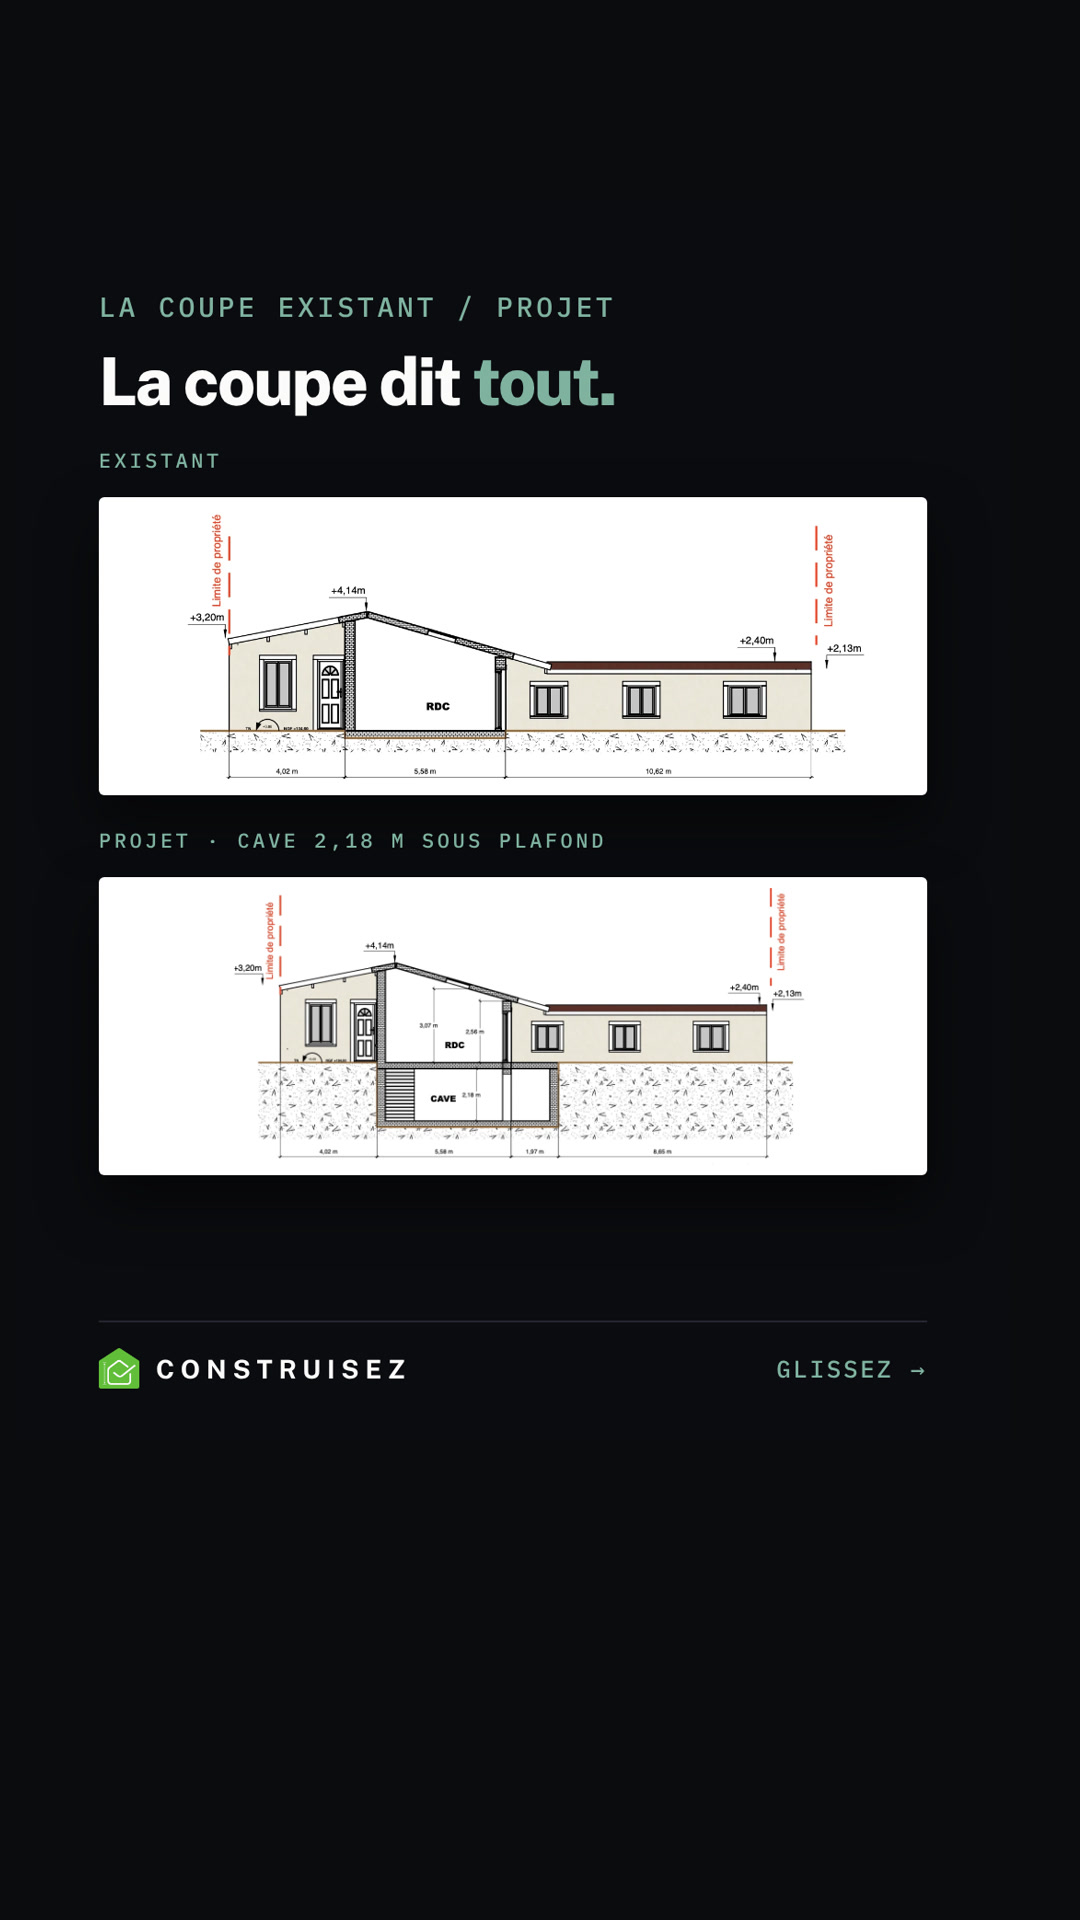 LA COUPE EXISTANT / PROJET
La coupe dit tout.
EXISTANT
Limite de propriété
Limite de propriété
+4,14m
+3,20m
+2,40m
+2,13m
RDC
4,02 m
5,58 m
10,62 m
PROJET · CAVE 2,18 M SOUS PLAFOND
Limite de propriété
Limite de propriété
+4,14m
+3,20m
+2,40m
+2,13m
3,07 m
2,56 m
RDC
CAVE
2,18 m
4,02 m
5,58 m
1,97 m
8,65 m
CONSTRUISEZ
GLISSEZ →